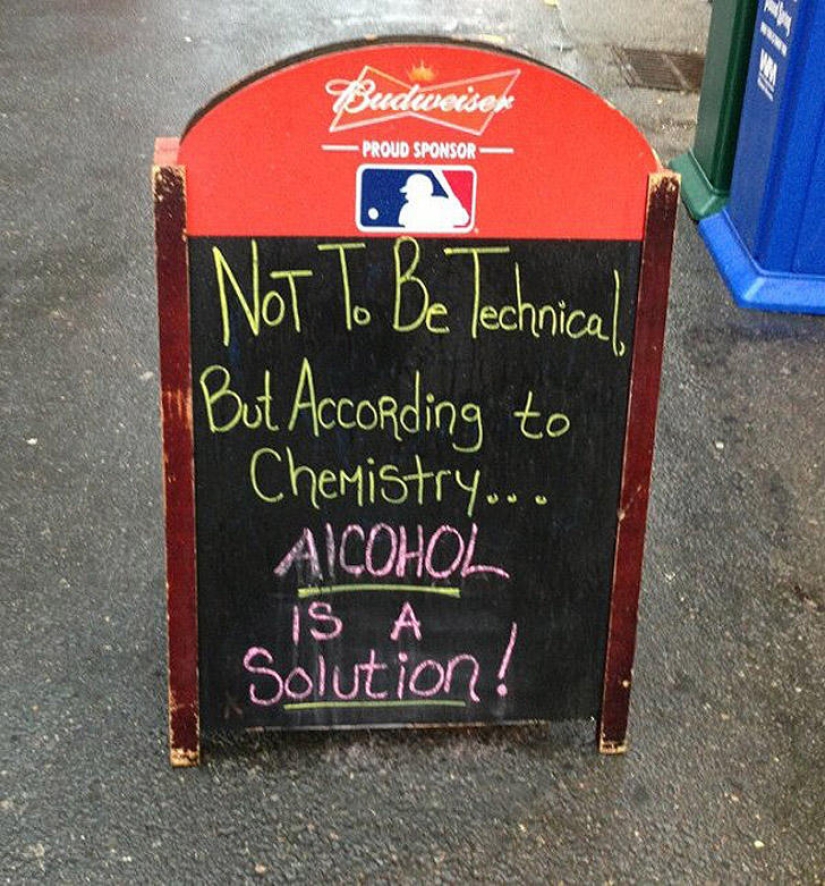 Budweiser
PROUD SPONSOR
NOT To Be Technical,
But AccoRding to
CheMistry....
AlCOHOL
IS A
Solution!